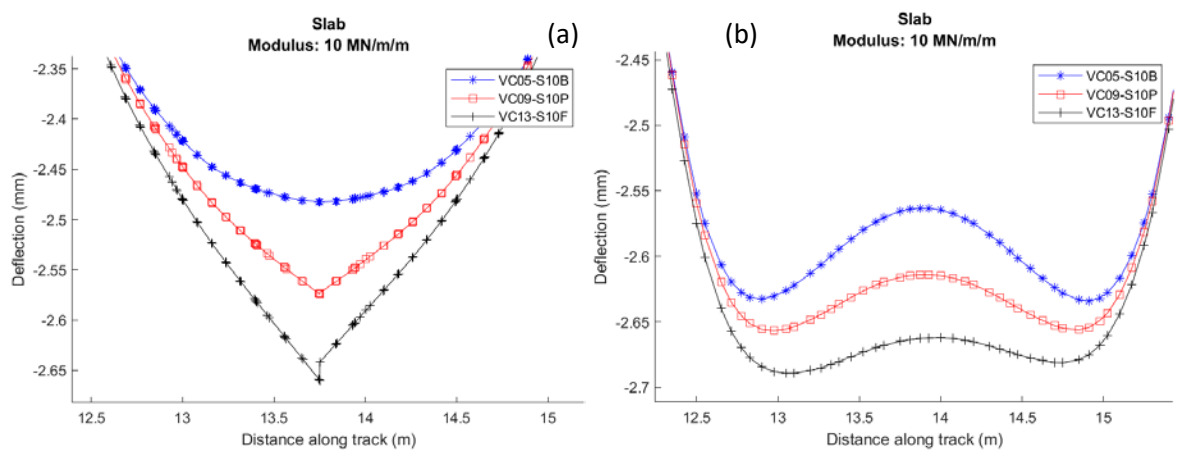 Slab
Modulus: 10 MN/m/m
(a)
VC05-S10B
VC09-S10P
VC13-S10F
Deflection (mm)
-2.35
-2.4
-2.45
-2.5
-2.55
-2.6
-2.65
12.5 13 13.5 14 14.5 15
Distance along track (m)
(b)
Slab
Modulus: 10 MN/m/m
VC05-S10B
VC09-S10P
VC13-S10F
Deflection (mm)
-2.45
-2.5
-2.55
-2.6
-2.65
-2.7
12.5 13 13.5 14 14.5 15
Distance along track (m)